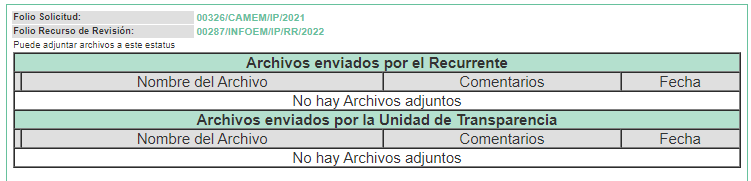 Folio Solicitud: 00326/CAMEM/IP/2021
Folio Recurso de Revisión: 00287/INFOEM/IP/RR/2022
Puede adjuntar archivos a este estatus
Archivos enviados por el Recurrente
Nombre del Archivo Comentarios Fecha
No hay Archivos adjuntos
Archivos enviados por la Unidad de Transparencia
Nombre del Archivo Comentarios Fecha
No hay Archivos adjuntos